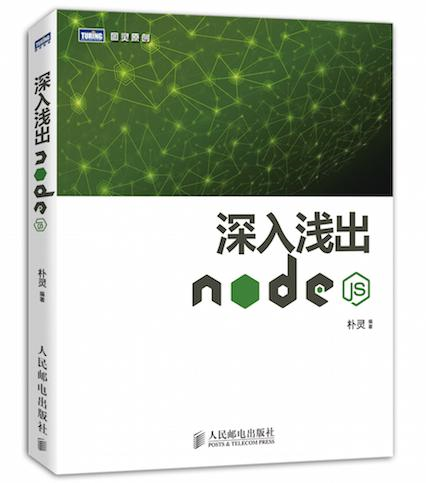 TURING 图灵原创
深入浅出
node
JS
朴灵 编著
人民邮电出版社
POSTS & TELECOM PRESS
TURING
深入浅出
node
JS
朴灵
编著
人民邮电出版社